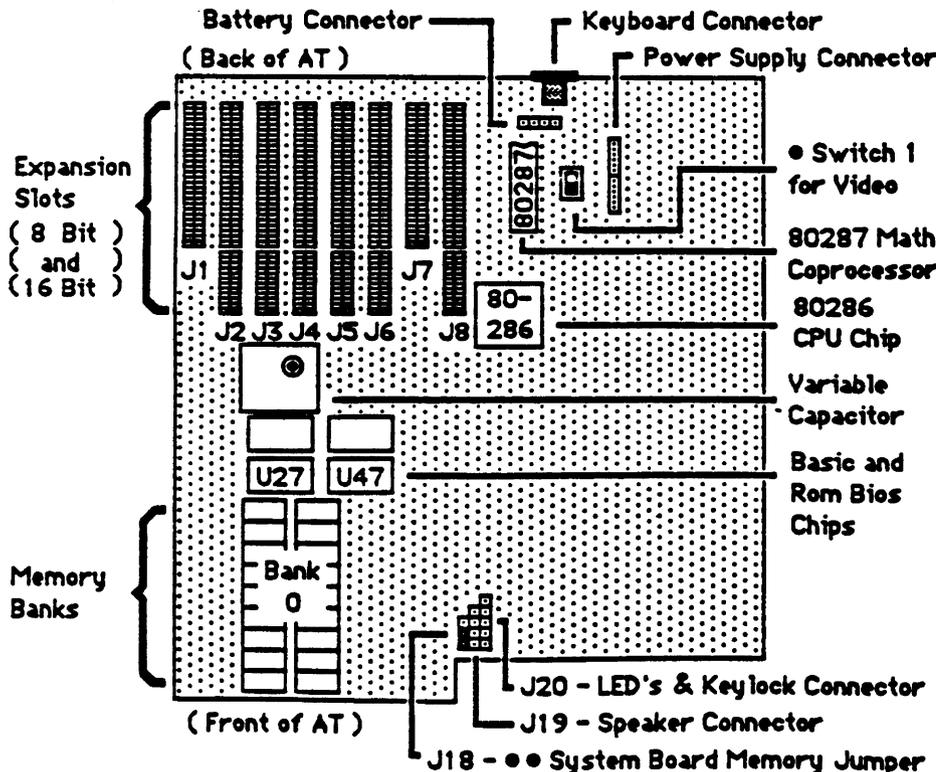 Battery Connector
Keyboard Connector
( Back of AT )
Power Supply Connector
Expansion
Slots
( 8 Bit )
( and )
( 16 Bit )
● Switch 1
for Video
80287
80287 Math
Coprocessor
J1
J7
80-
286
80286
CPU Chip
J2 J3 J4 J5 J6
J8
Variable
Capacitor
U27
U47
Basic and
Rom Bios
Chips
Memory
Banks
Bank
0
J20 - LED's & Keylock Connector
( Front of AT )
J19 - Speaker Connector
J18 - ●● System Board Memory Jumper